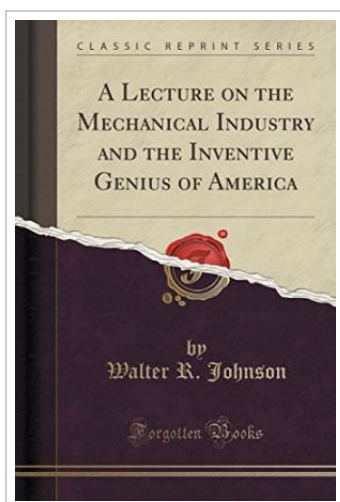 CLASSIC REPRINT SERIES
A LECTURE ON THE
MECHANICAL INDUSTRY
AND THE INVENTIVE
GENIUS OF AMERICA
by
Walter R. Johnson
Forgotten Books